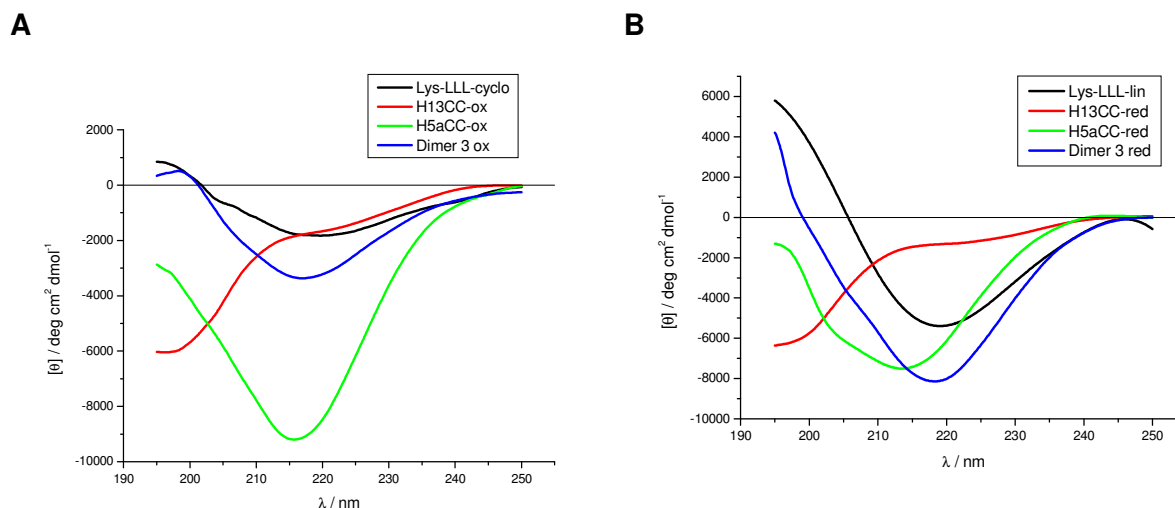 A
Lys-LLL-cyclo
H13CC-ox
H5aCC-ox
Dimer 3 ox
2000
0
-2000
-4000
-6000
-8000
-10000
190
200
210
220
230
240
250
[θ] / deg cm² dmol⁻¹
λ / nm
B
Lys-LLL-lin
H13CC-red
H5aCC-red
Dimer 3 red
6000
4000
2000
0
-2000
-4000
-6000
-8000
-10000
190
200
210
220
230
240
250
[θ] / deg cm² dmol⁻¹
λ / nm